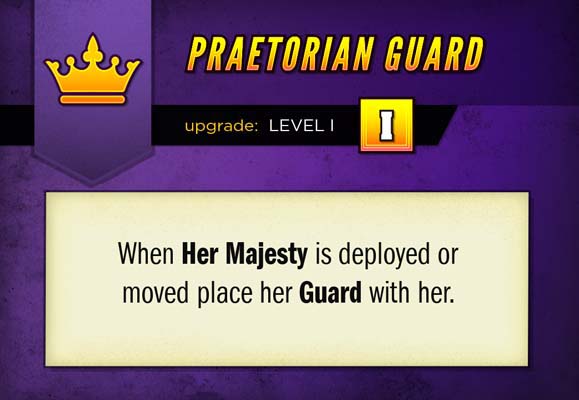 PRAETORIAN GUARD
upgrade: LEVEL I
I
When Her Majesty is deployed or
moved place her Guard with her.